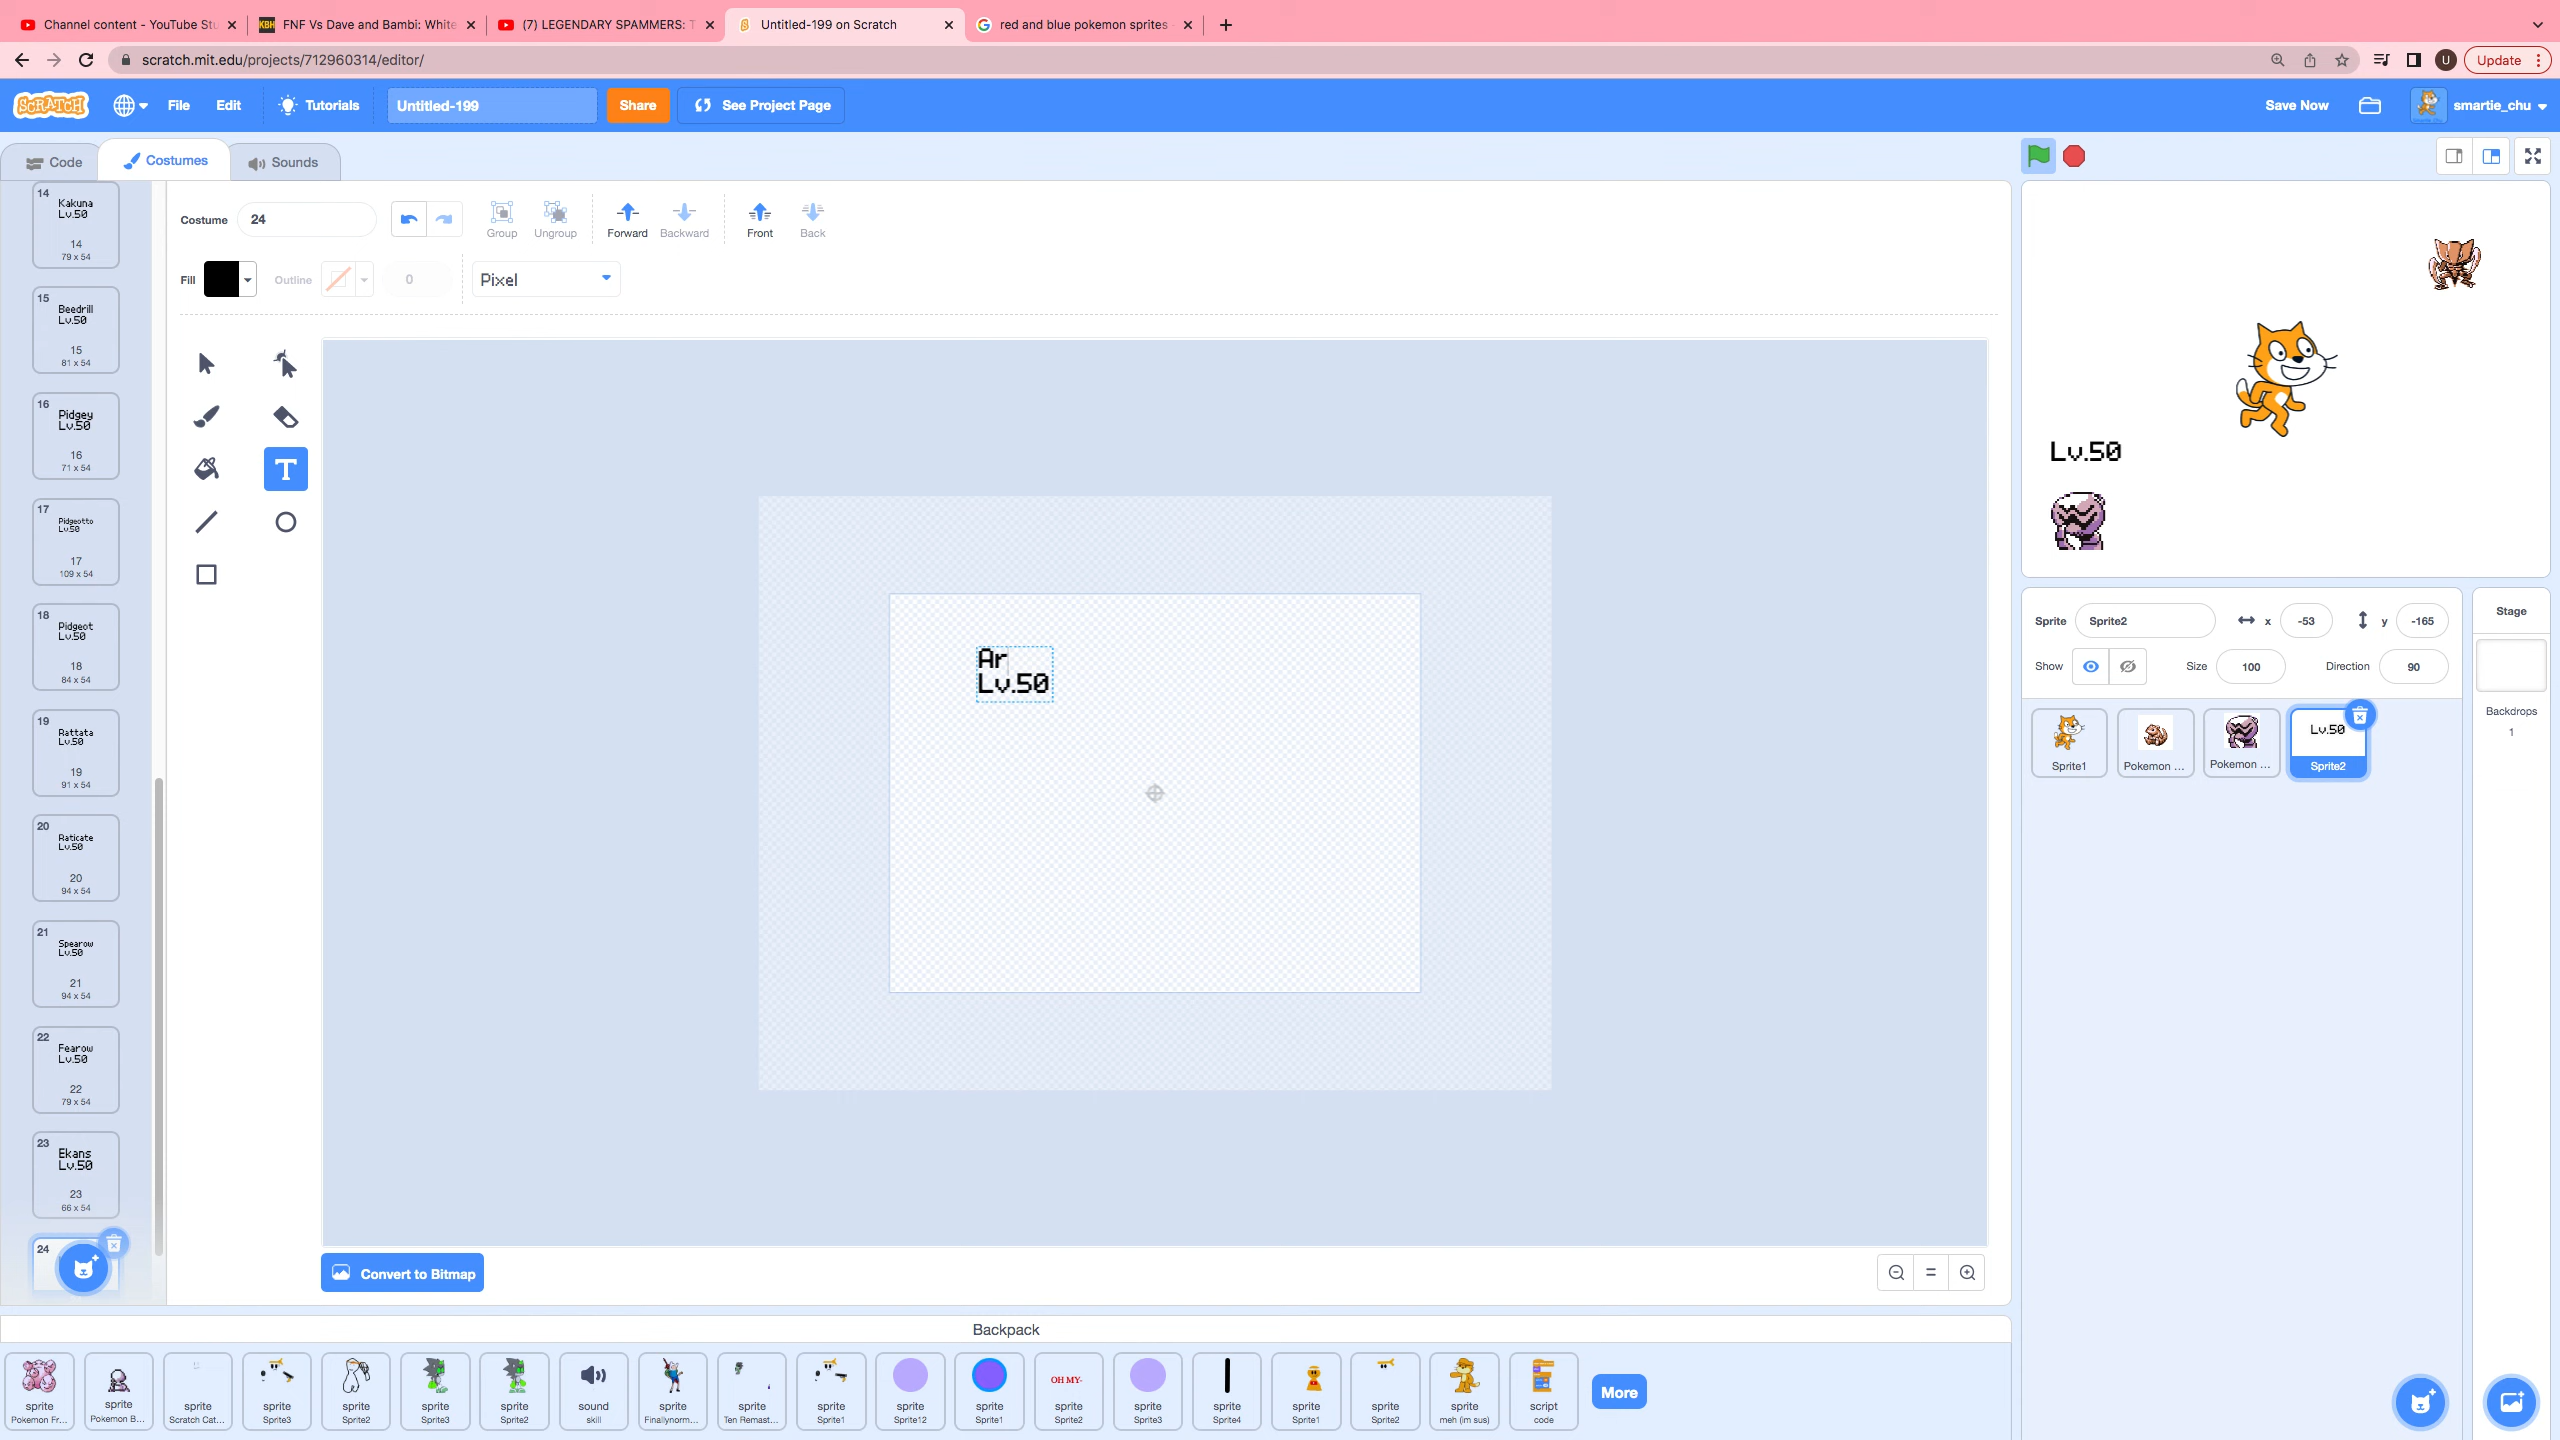 Channel content - YouTube Stu
FNF Vs Dave and Bambi: White
(7) LEGENDARY SPAMMERS: T
Untitled-199 on Scratch
red and blue pokemon sprites -
scratch.mit.edu/projects/712960314/editor/
U
Update
SCRATCH
File
Edit
Tutorials
Untitled-199
Share
See Project Page
Save Now
smartie_chu
Code
Costumes
Sounds
14
Kakuna
Lv.50
14
79 x 54
15
Beedrill
Lv.50
15
81 x 54
16
Pidgey
Lv.50
16
71 x 54
17
Pidgeotto
Lv.50
17
109 x 54
18
Pidgeot
Lv.50
18
84 x 54
19
Rattata
Lv.50
19
91 x 54
20
Raticate
Lv.50
20
94 x 54
21
Spearow
Lv.50
21
94 x 54
22
Fearow
Lv.50
22
79 x 54
23
Ekans
Lv.50
23
66 x 54
24
Costume
24
Group
Ungroup
Forward
Backward
Front
Back
Fill
Outline
0
Pixel
T
Ar
Lv.50
Convert to Bitmap
Lv.50
Sprite
Sprite2
x
-53
y
-165
Show
Size
100
Direction
90
Sprite1
Pokemon ...
Pokemon ...
Lv.50
Sprite2
Stage
Backdrops
1
Backpack
sprite
Pokemon Fr...
sprite
Pokemon B...
sprite
Scratch Cat...
sprite
Sprite3
sprite
Sprite2
sprite
Sprite3
sprite
Sprite2
sound
skill
sprite
Finallynorm...
sprite
Ten Remast...
sprite
Sprite1
sprite
Sprite12
sprite
Sprite1
OH MY-
sprite
Sprite2
sprite
Sprite3
sprite
Sprite4
sprite
Sprite1
sprite
Sprite2
sprite
meh (im sus)
script
code
More